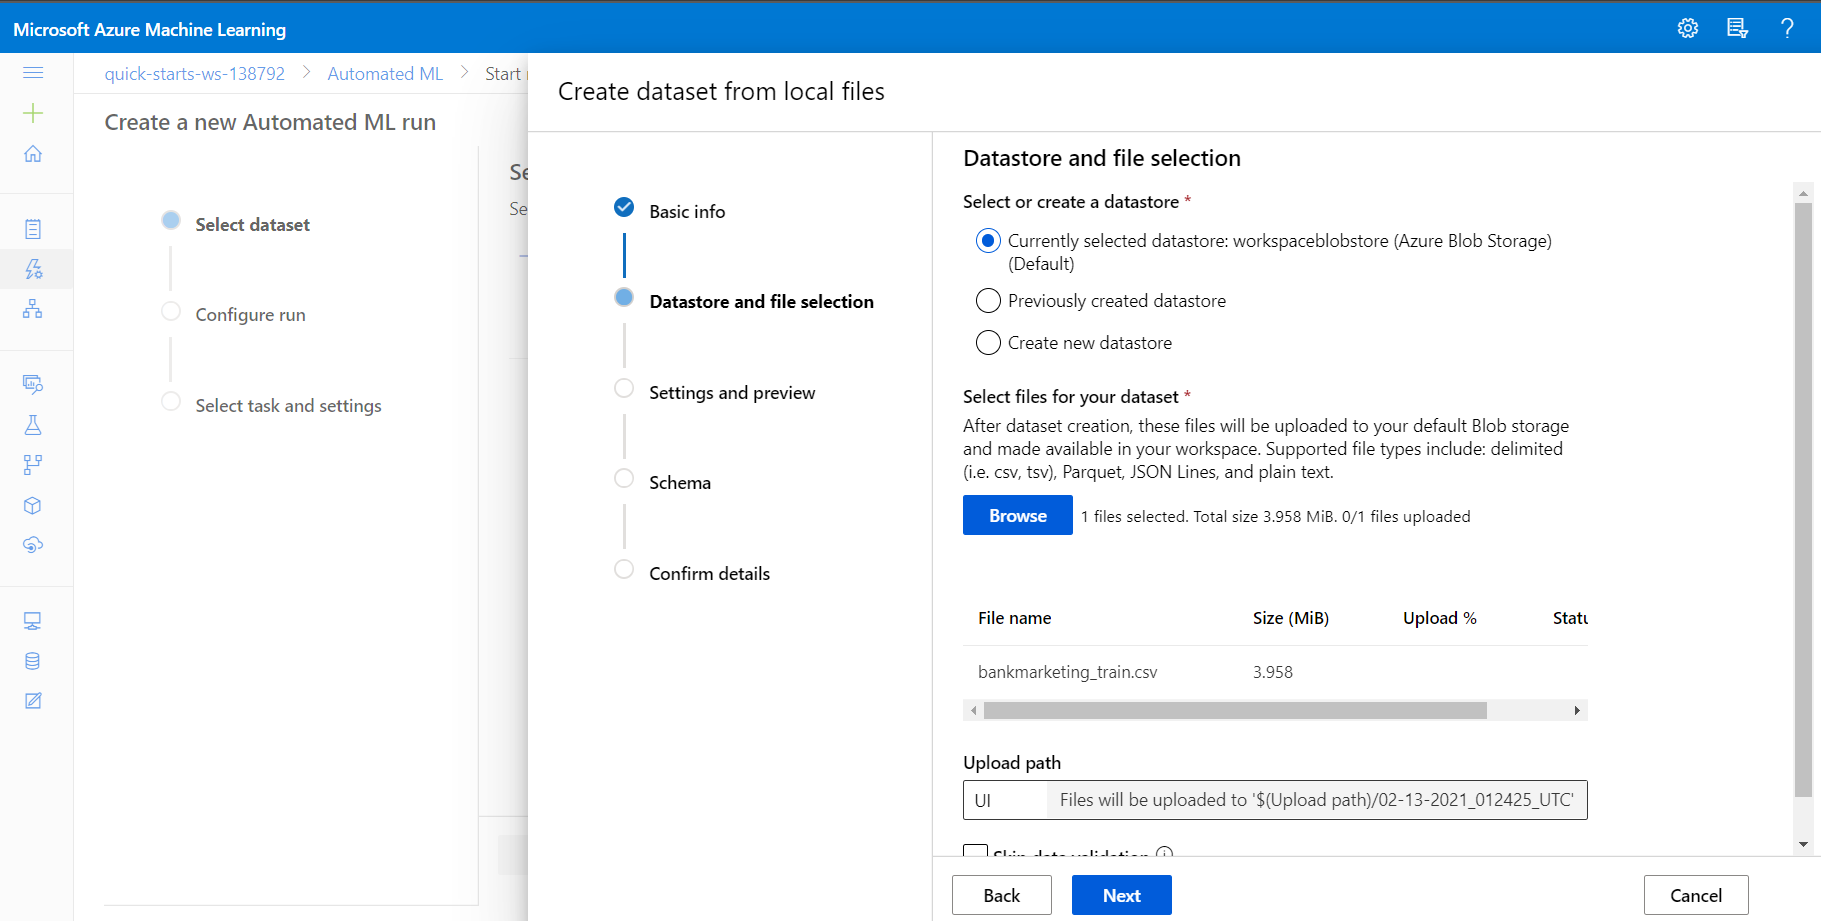 Microsoft Azure Machine Learning
quick-starts-ws-138792 > Automated ML > Start
Create a new Automated ML run
Select dataset
Configure run
Select task and settings
Se
Se
Create dataset from local files
Basic info
Datastore and file selection
Settings and preview
Schema
Confirm details
Datastore and file selection
Select or create a datastore *
Currently selected datastore: workspaceblobstore (Azure Blob Storage)
(Default)
Previously created datastore
Create new datastore
Select files for your dataset *
After dataset creation, these files will be uploaded to your default Blob storage
and made available in your workspace. Supported file types include: delimited
(i.e. csv, tsv), Parquet, JSON Lines, and plain text.
Browse 1 files selected. Total size 3.958 MiB. 0/1 files uploaded
File name Size (MiB) Upload % Statu
bankmarketing_train.csv 3.958
Upload path
UI Files will be uploaded to '$(Upload path)/02-13-2021_012425_UTC'
Skip data validation
Back Next Cancel